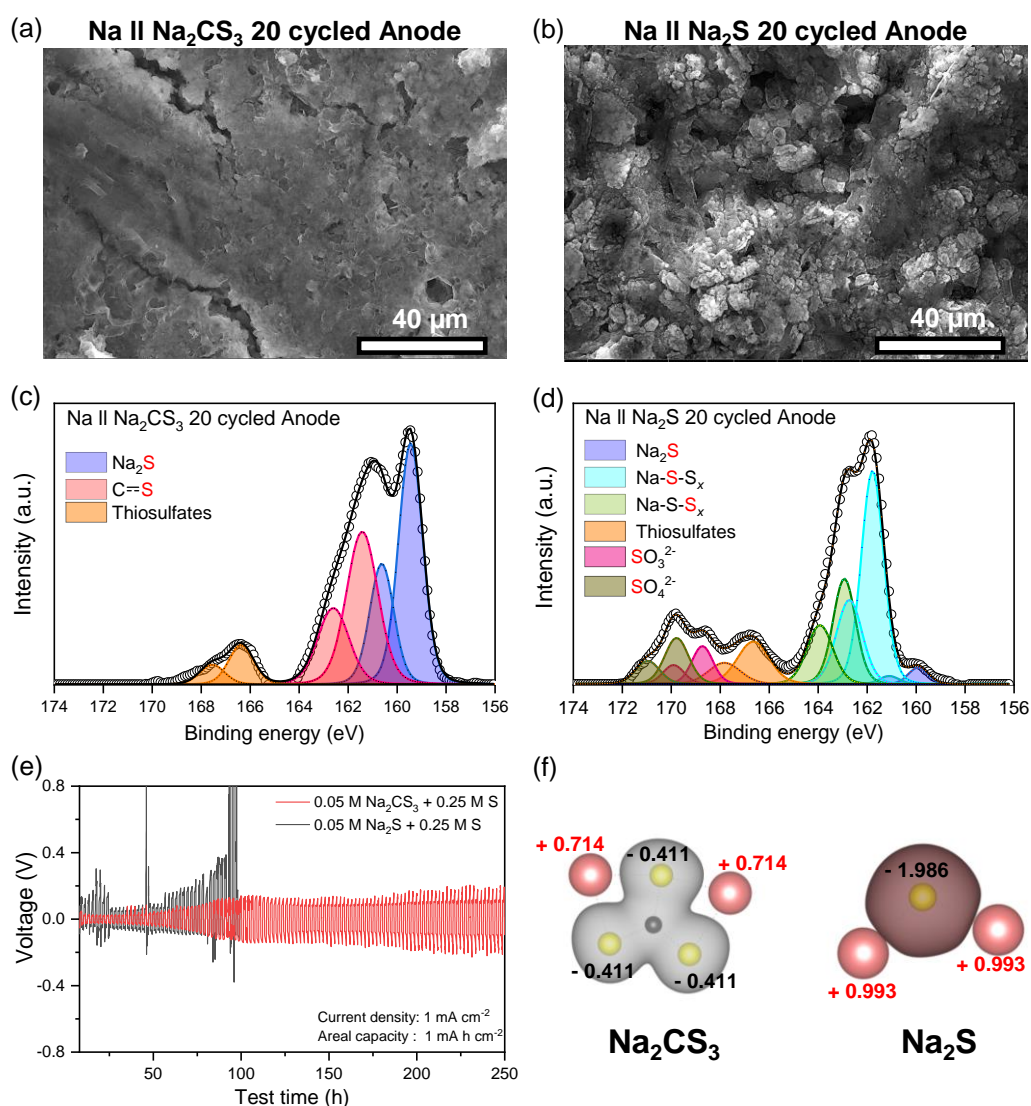 (a) Na II Na₂CS₃ 20 cycled Anode
40 µm
(b) Na II Na₂S 20 cycled Anode
40 µm
(c)
Na II Na₂CS₃ 20 cycled Anode
Na₂S
C==S
Thiosulfates
Intensity (a.u.)
174 172 170 168 166 164 162 160 158 156
Binding energy (eV)
(d)
Na II Na₂S 20 cycled Anode
Na₂S
Na-S-Sₓ
Na-S-Sₓ
Thiosulfates
SO₃²⁻
SO₄²⁻
Intensity (a.u.)
174 172 170 168 166 164 162 160 158 156
Binding energy (eV)
(e)
0.8
0.4
0.0
-0.4
-0.8
Voltage (V)
0.05 M Na₂CS₃ + 0.25 M S
0.05 M Na₂S + 0.25 M S
Current density: 1 mA cm⁻²
Areal capacity : 1 mA h cm⁻²
50 100 150 200 250
Test time (h)
(f)
+ 0.714
- 0.411
+ 0.714
- 0.411
- 0.411
Na₂CS₃
- 1.986
+ 0.993
+ 0.993
Na₂S